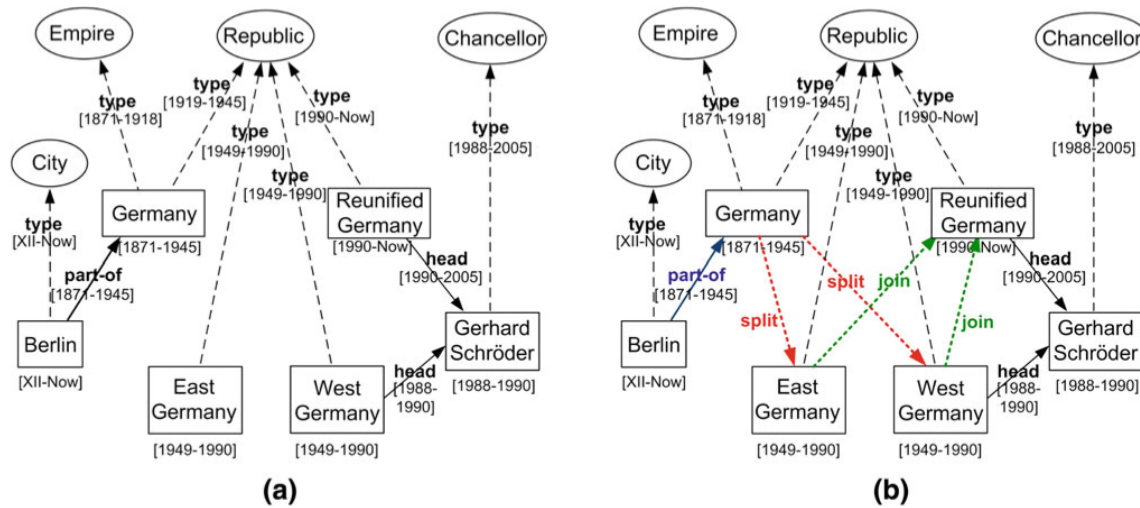 Empire
Republic
Chancellor
type
[1871-1918]
type
[1919-1945]
type
[1990-Now]
type
[1949-1990]
type
[1988-2005]
City
type
[1949-1990]
Germany
[1871-1945]
Reunified
Germany
[1990-Now]
type
[XII-Now]
part-of
[1871-1945]
head
[1990-2005]
Berlin
[XII-Now]
Gerhard
Schröder
[1988-1990]
East
Germany
[1949-1990]
West
Germany
[1949-1990]
head
[1988-
1990]
(a)
Empire
Republic
Chancellor
type
[1871-1918]
type
[1919-1945]
type
[1990-Now]
type
[1949-1990]
type
[1988-2005]
City
type
[1949-1990]
Germany
[1871-1945]
Reunified
Germany
[1990-Now]
type
[XII-Now]
part-of
[1871-1945]
split
join
head
[1990-2005]
split
join
Berlin
[XII-Now]
Gerhard
Schröder
[1988-1990]
East
Germany
[1949-1990]
West
Germany
[1949-1990]
head
[1988-
1990]
(b)